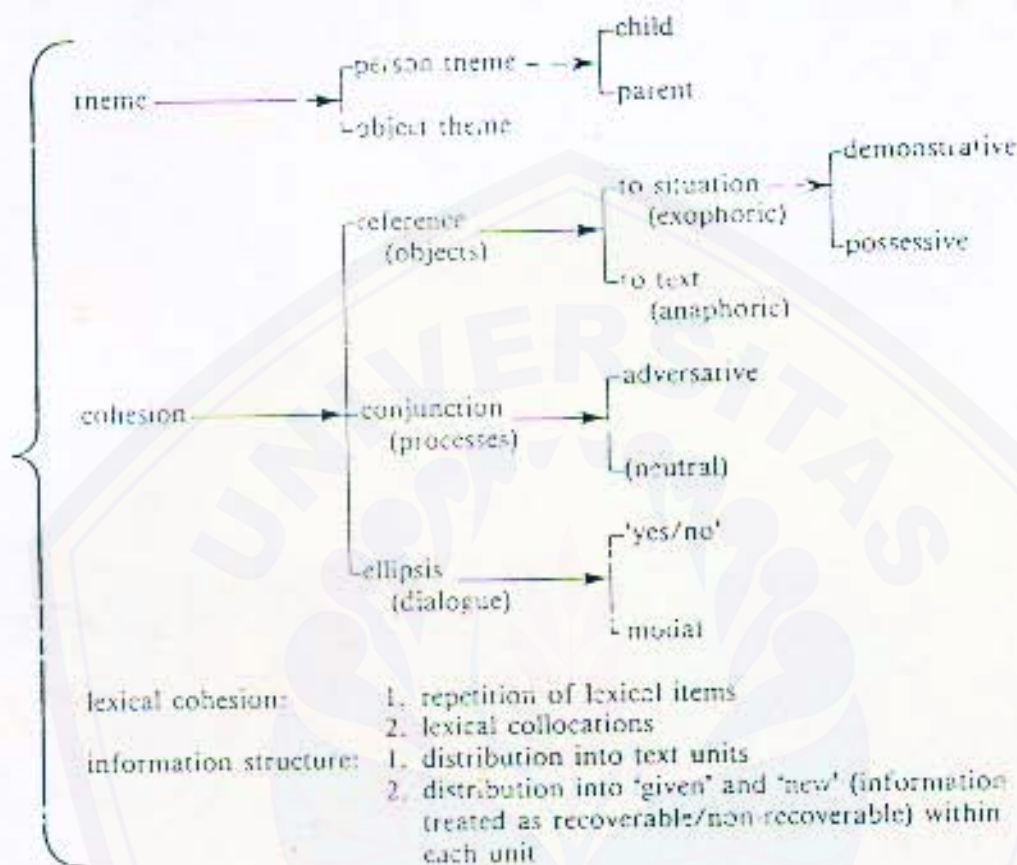 child
person theme
theme
parent
object theme
demonstrative
to situation
(exophoric)
reference
(objects)
possessive
to text
(anaphoric)
adversative
cohesion
conjunction
(processes)
(neutral)
'yes/no'
ellipsis
(dialogue)
modal
lexical cohesion: 1. repetition of lexical items
2. lexical collocations
information structure: 1. distribution into text units
2. distribution into 'given' and 'new' (information
treated as recoverable/non-recoverable) within
each unit
UNIVERSITAS